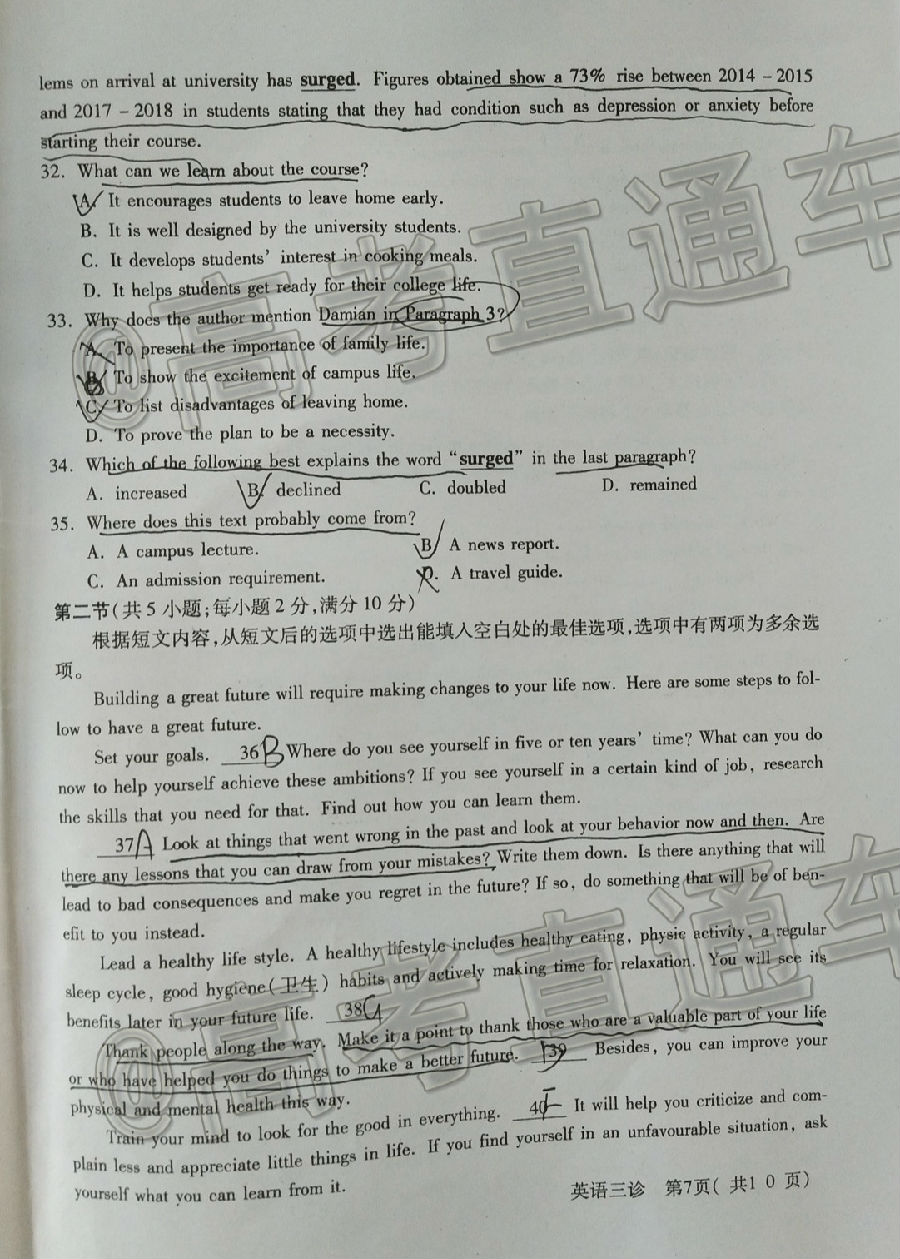 lems on arrival at university has surged. Figures obtained show a 73% rise between 2014 – 2015
and 2017 – 2018 in students stating that they had condition such as depression or anxiety before
starting their course.
32. What can we learn about the course?
A. It encourages students to leave home early.
B. It is well designed by the university students.
C. It develops students' interest in cooking meals.
D. It helps students get ready for their college life.
33. Why does the author mention Damian in Paragraph 3?
A. To present the importance of family life.
B. To show the excitement of campus life.
C. To list disadvantages of leaving home.
D. To prove the plan to be a necessity.
34. Which of the following best explains the word "surged" in the last paragraph?
A. increased B. declined C. doubled D. remained
35. Where does this text probably come from?
A. A campus lecture. B. A news report.
C. An admission requirement. D. A travel guide.
第二节(共5小题;每小题2分,满分10分)
根据短文内容,从短文后的选项中选出能填入空白处的最佳选项,选项中有两项为多余选
项。
Building a great future will require making changes to your life now. Here are some steps to fol-
low to have a great future.
Set your goals. 36 B Where do you see yourself in five or ten years' time? What can you do
now to help yourself achieve these ambitions? If you see yourself in a certain kind of job, research
the skills that you need for that. Find out how you can learn them.
37 A Look at things that went wrong in the past and look at your behavior now and then. Are
there any lessons that you can draw from your mistakes? Write them down. Is there anything that will
lead to bad consequences and make you regret in the future? If so, do something that will be of ben-
efit to you instead.
Lead a healthy life style. A healthy lifestyle includes healthy eating, physic activity, a regular
sleep cycle, good hygiene(卫生) habits and actively making time for relaxation. You will see its
benefits later in your future life. 38 G
Thank people along the way. Make it a point to thank those who are a valuable part of your life
or who have helped you do things to make a better future. 39 Besides, you can improve your
physical and mental health this way.
Train your mind to look for the good in everything. 40 It will help you criticize and com-
plain less and appreciate little things in life. If you find yourself in an unfavourable situation, ask
yourself what you can learn from it.
英语三诊 第7页(共10页)
@高考直通车
@高考直通车